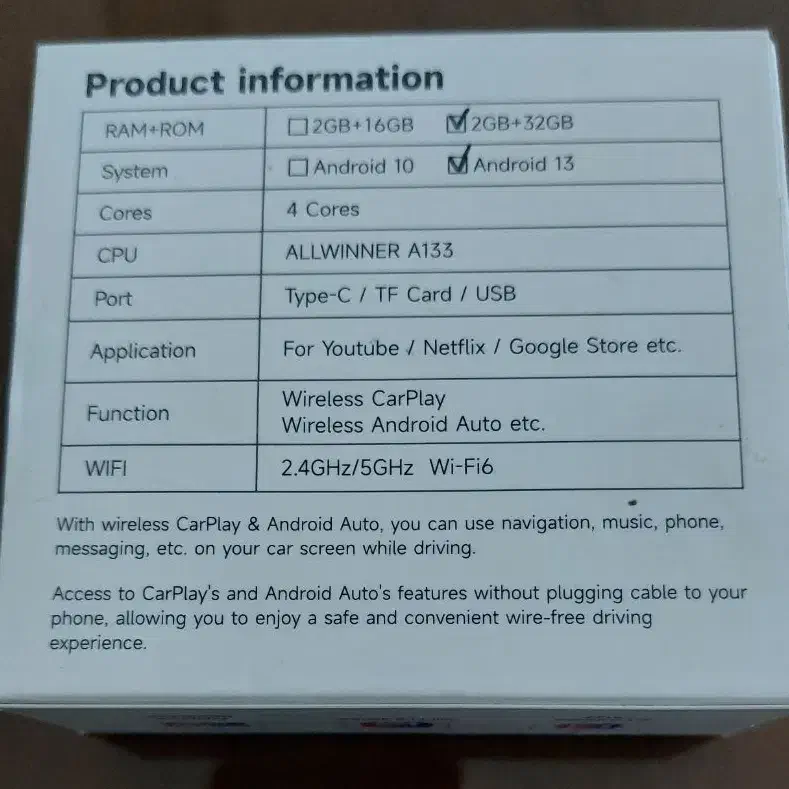 Product information
RAM+ROM ☐2GB+16GB ☑2GB+32GB
System ☐Android 10 ☑Android 13
Cores 4 Cores
CPU ALLWINNER A133
Port Type-C / TF Card / USB
Application For Youtube / Netflix / Google Store etc.
Function Wireless CarPlay
Wireless Android Auto etc.
WIFI 2.4GHz/5GHz Wi-Fi6
With wireless CarPlay & Android Auto, you can use navigation, music, phone,
messaging, etc. on your car screen while driving.
Access to CarPlay's and Android Auto's features without plugging cable to your
phone, allowing you to enjoy a safe and convenient wire-free driving
experience.